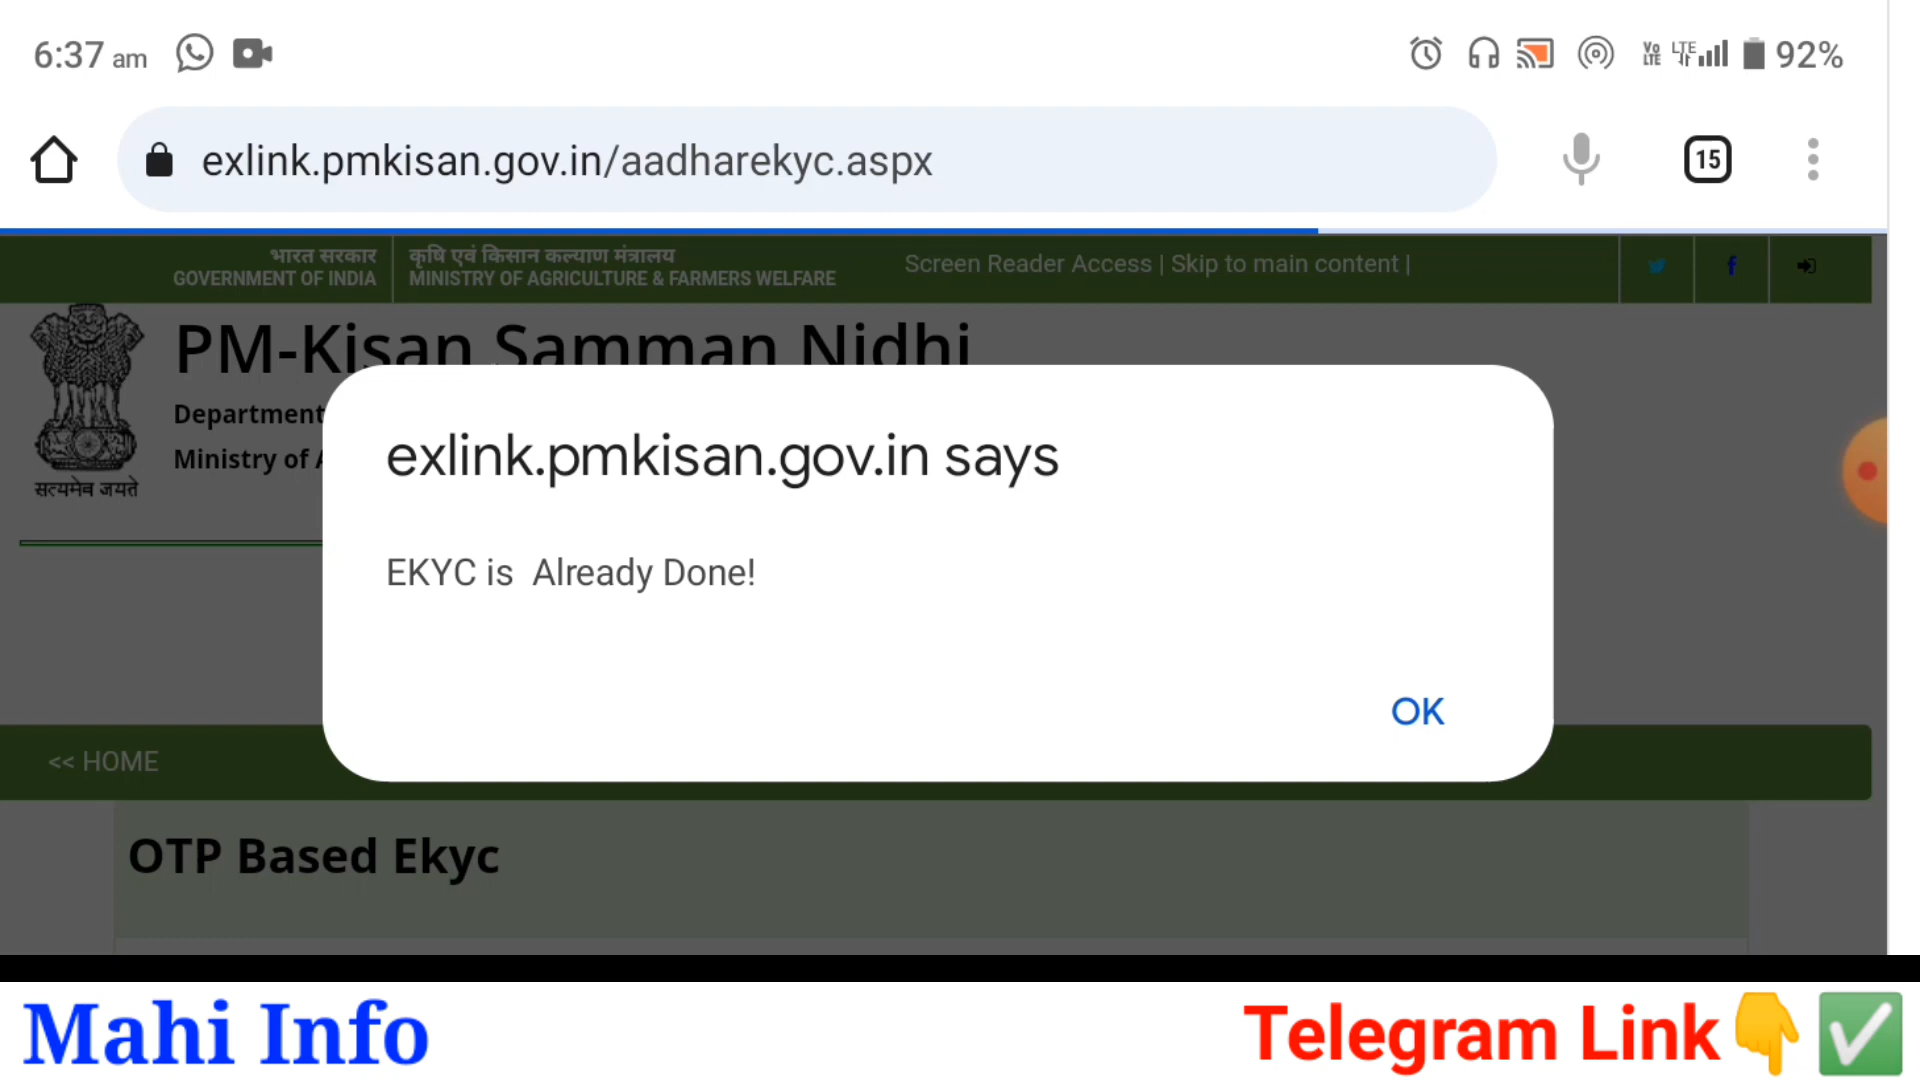 6:37 am
Vo LTE LTE 92%
exlink.pmkisan.gov.in/aadharekyc.aspx
15
भारत सरकार
GOVERNMENT OF INDIA
कृषि एवं किसान कल्याण मंत्रालय
MINISTRY OF AGRICULTURE & FARMERS WELFARE
Screen Reader Access | Skip to main content |
PM-Kisan Samman Nidhi
Department
Ministry of A
सत्यमेव जयते
exlink.pmkisan.gov.in says
EKYC is Already Done!
OK
<< HOME
OTP Based Ekyc
Mahi Info
Telegram Link